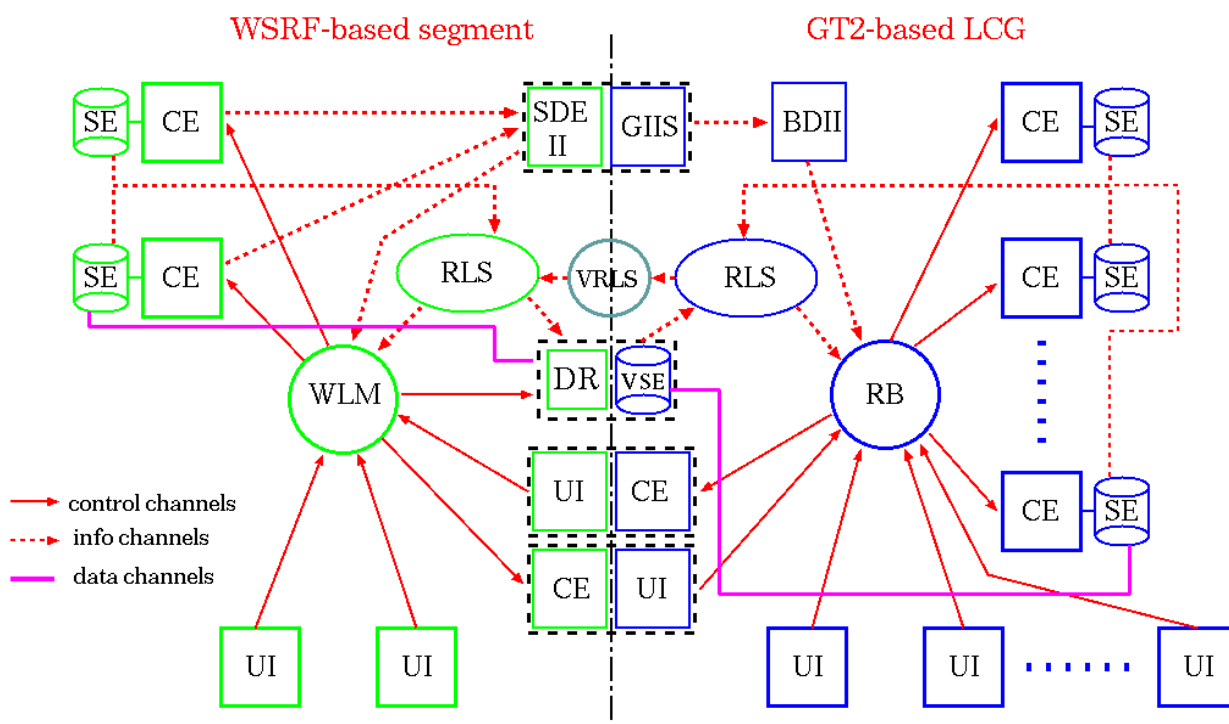 WSRF-based segment
GT2-based LCG
SE
CE
SDE
II
GIIS
BDII
CE
SE
SE
CE
RLS
VRLS
RLS
CE
SE
WLM
DR
VSE
RB
UI
CE
CE
SE
control channels
info channels
data channels
CE
UI
UI
UI
UI
UI
UI